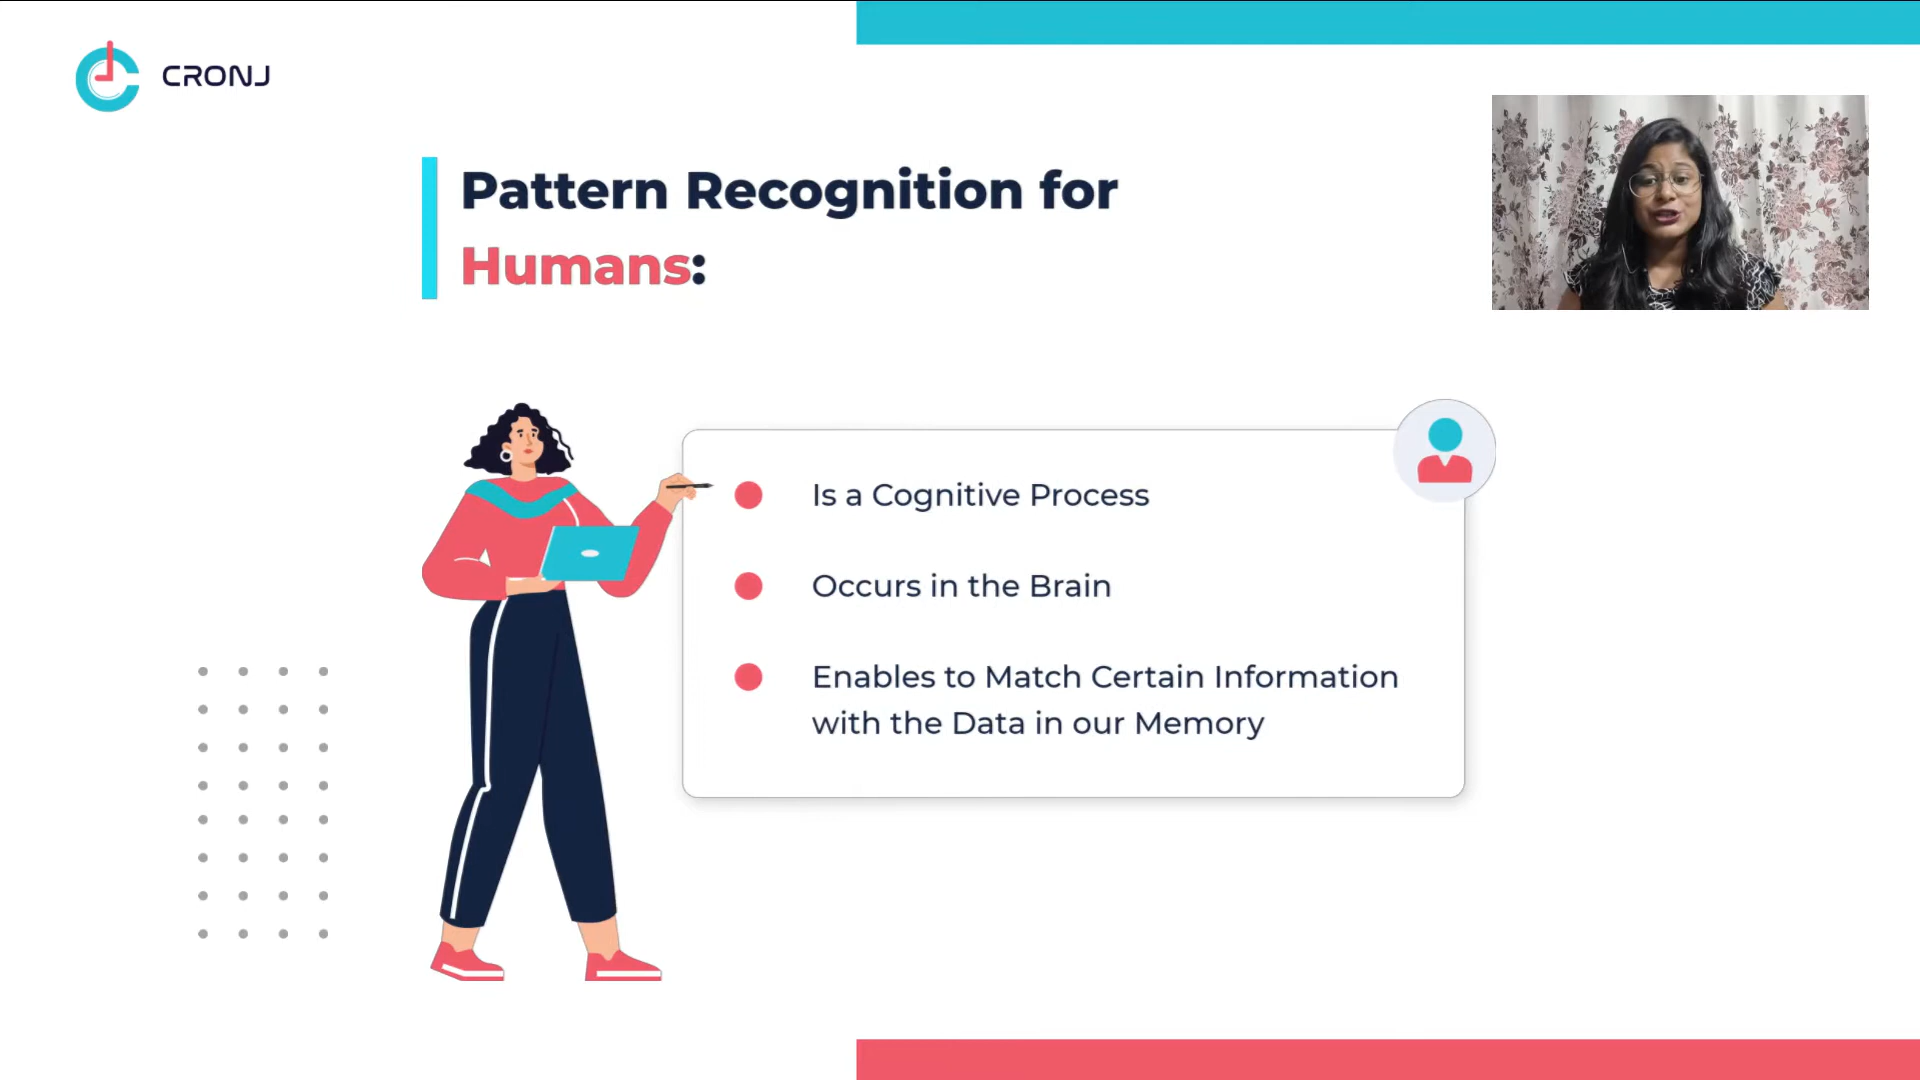 CRONJ
Pattern Recognition for
Humans:
Is a Cognitive Process
Occurs in the Brain
Enables to Match Certain Information
with the Data in our Memory